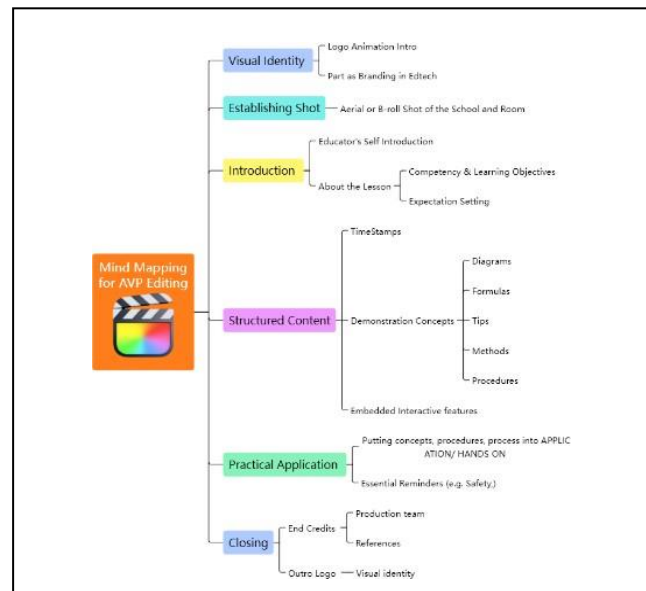 Mind Mapping
for AVP Editing
Visual Identity
Logo Animation Intro
Part as Branding in Edtech
Establishing Shot
Aerial or B-roll Shot of the School and Room
Introduction
Educator's Self Introduction
About the Lesson
Competency & Learning Objectives
Expectation Setting
Structured Content
TimeStamps
Demonstration Concepts
Diagrams
Formulas
Tips
Methods
Procedures
Embedded Interactive features
Practical Application
Putting concepts, procedures, process into APPLIC
ATION/ HANDS ON
Essential Reminders (e.g. Safety,)
Closing
End Credits
Production team
References
Outro Logo
Visual identity